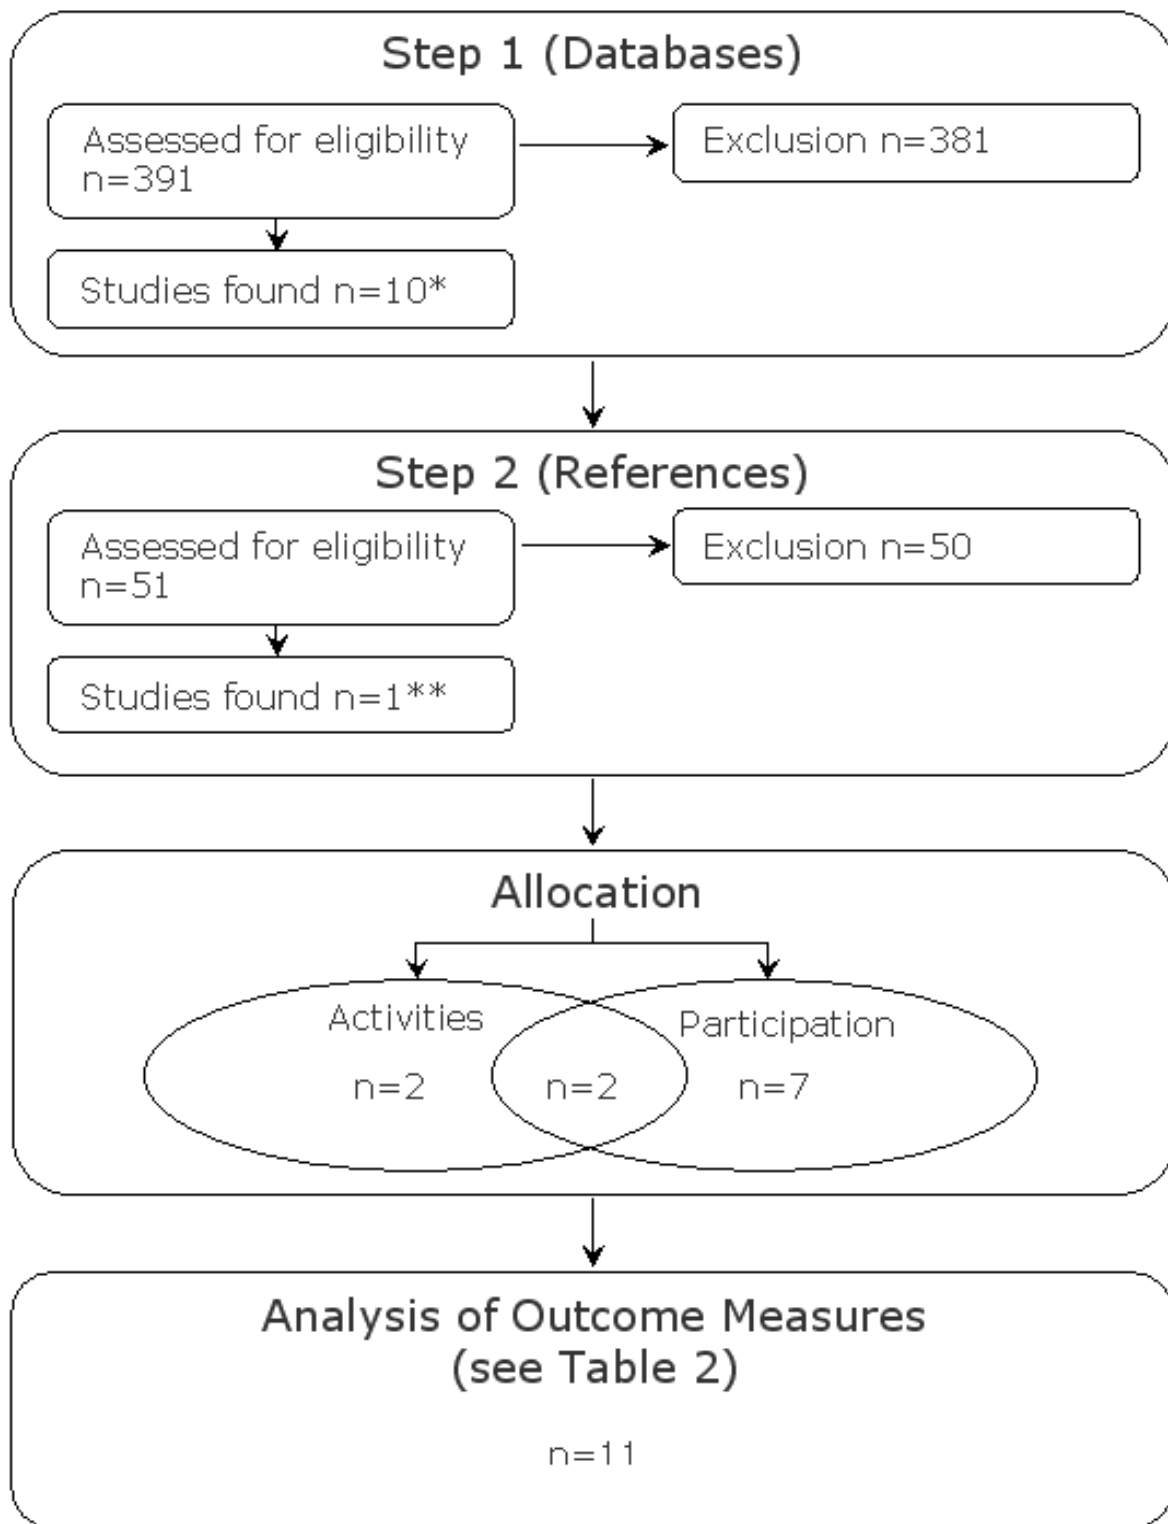 Step 1 (Databases)
Assessed for eligibility
n=391
Exclusion n=381
Studies found n=10*
Step 2 (References)
Assessed for eligibility
n=51
Exclusion n=50
Studies found n=1**
Allocation
Activities
Participation
n=2
n=2
n=7
Analysis of Outcome Measures
(see Table 2)
n=11